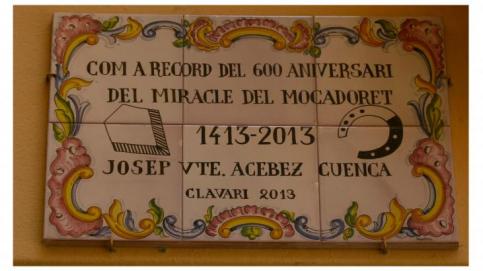 COM A RECORD DEL 600 ANIVERSARI
DEL MIRACLE DEL MOCADORET
1413-2013
JOSEP VTE. ACEBEZ CUENCA
CLAVARI 2013